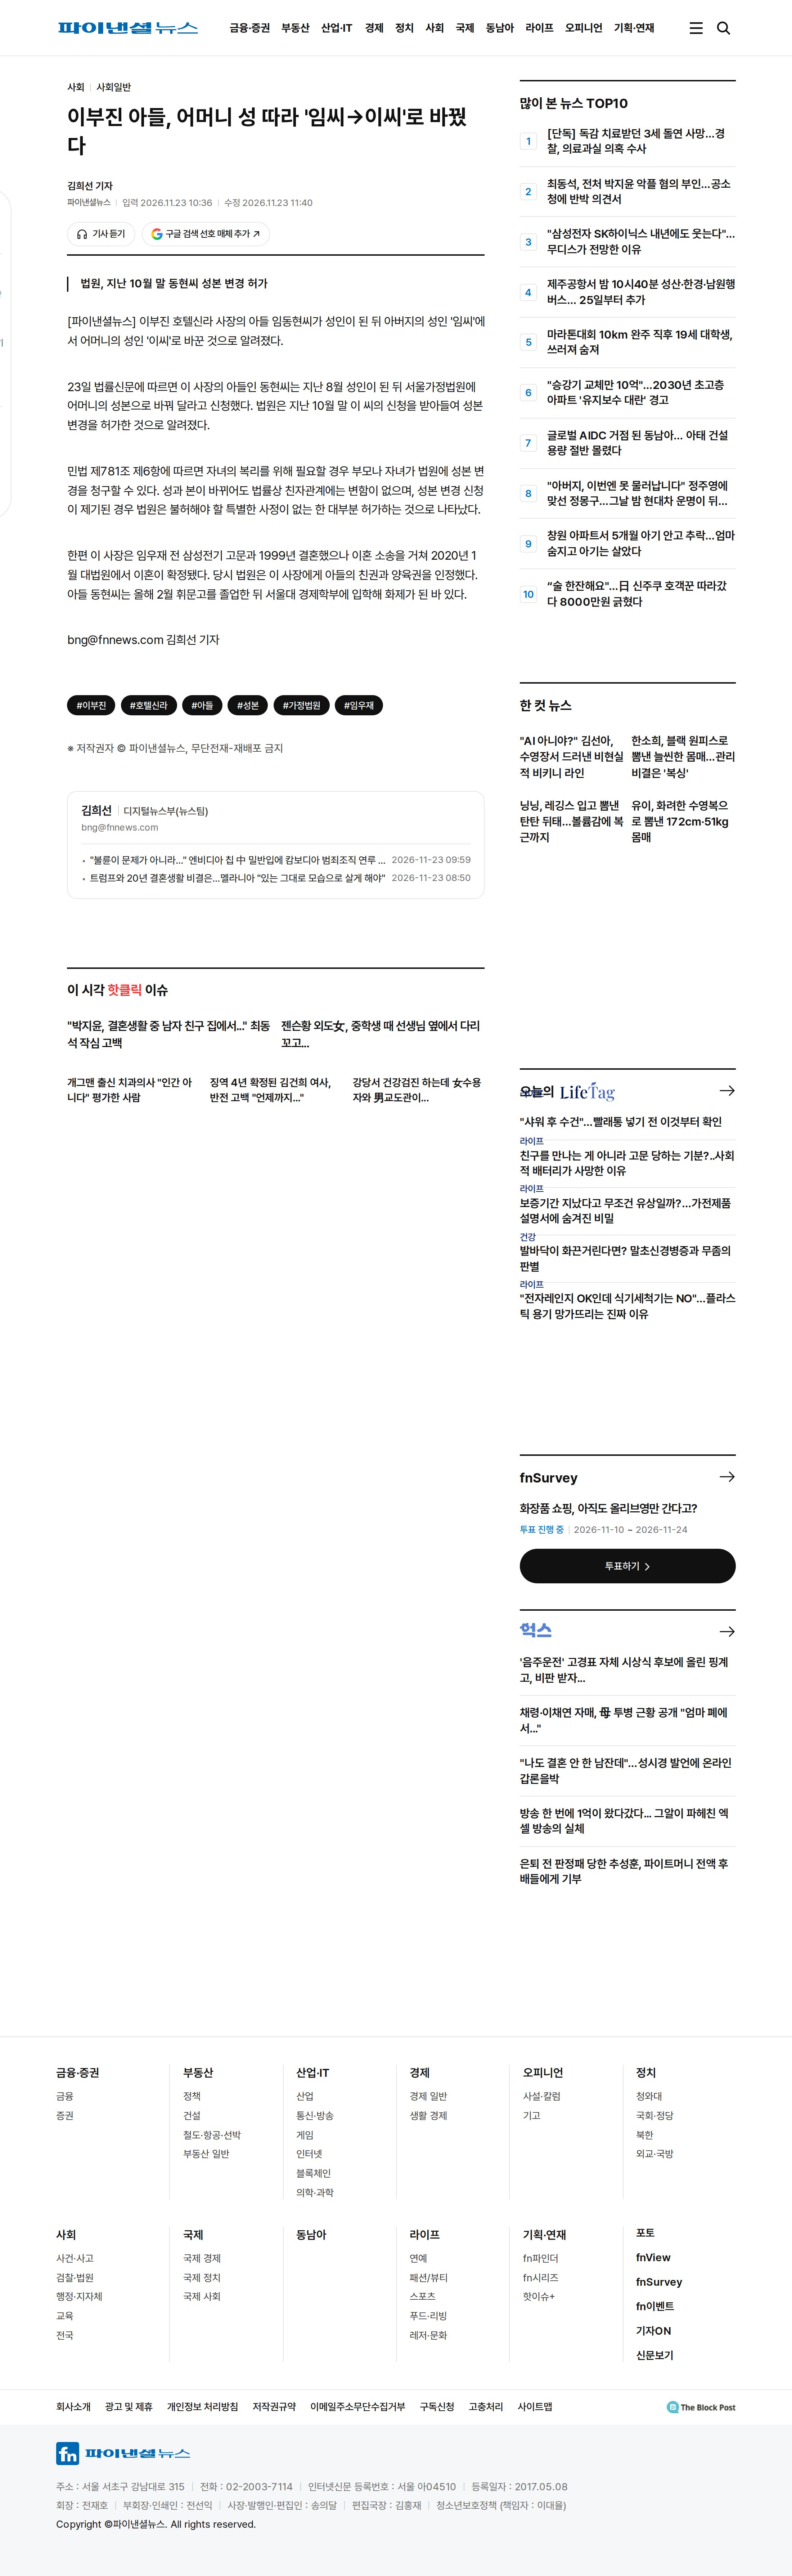 파이낸셜뉴스
금융·증권 부동산 산업·IT 경제 정치 사회 국제 동남아 라이프 오피니언 기획·연재
사회 사회일반
이부진 아들, 어머니 성 따라 '임씨→이씨'로 바꿨
다
김희선 기자
파이낸셜뉴스 입력 2026.11.23 10:36 수정 2026.11.23 11:40
기사 듣기 구글 검색 선호 매체 추가
법원, 지난 10월 말 동현씨 성본 변경 허가
[파이낸셜뉴스] 이부진 호텔신라 사장의 아들 임동현씨가 성인이 된 뒤 아버지의 성인 '임씨'에
서 어머니의 성인 '이씨'로 바꾼 것으로 알려졌다.
23일 법률신문에 따르면 이 사장의 아들인 동현씨는 지난 8월 성인이 된 뒤 서울가정법원에
어머니의 성본으로 바꿔 달라고 신청했다. 법원은 지난 10월 말 이 씨의 신청을 받아들여 성본
변경을 허가한 것으로 알려졌다.
민법 제781조 제6항에 따르면 자녀의 복리를 위해 필요할 경우 부모나 자녀가 법원에 성본 변
경을 청구할 수 있다. 성과 본이 바뀌어도 법률상 친자관계에는 변함이 없으며, 성본 변경 신청
이 제기된 경우 법원은 불허해야 할 특별한 사정이 없는 한 대부분 허가하는 것으로 나타났다.
한편 이 사장은 임우재 전 삼성전기 고문과 1999년 결혼했으나 이혼 소송을 거쳐 2020년 1
월 대법원에서 이혼이 확정됐다. 당시 법원은 이 사장에게 아들의 친권과 양육권을 인정했다.
아들 동현씨는 올해 2월 휘문고를 졸업한 뒤 서울대 경제학부에 입학해 화제가 된 바 있다.
bng@fnnews.com 김희선 기자
#이부진 #호텔신라 #아들 #성본 #가정법원 #임우재
※ 저작권자 © 파이낸셜뉴스, 무단전재-재배포 금지
김희선 디지털뉴스부(뉴스팀)
bng@fnnews.com
"불륜이 문제가 아니라…" 엔비디아 칩 中 밀반입에 캄보디아 범죄조직 연루 ... 2026-11-23 09:59
트럼프와 20년 결혼생활 비결은…멜라니아 "있는 그대로 모습으로 살게 해야" 2026-11-23 08:50
이 시각 핫클릭 이슈
"박지윤, 결혼생활 중 남자 친구 집에서.." 최동
석 작심 고백
젠슨황 외도女, 중학생 때 선생님 옆에서 다리
꼬고...
개그맨 출신 치과의사 "인간 아
니다" 평가한 사람
징역 4년 확정된 김건희 여사,
반전 고백 "언제까지..."
강당서 건강검진 하는데 女수용
자와 男교도관이...
많이 본 뉴스 TOP10
1 [단독] 독감 치료받던 3세 돌연 사망…경
찰, 의료과실 의혹 수사
2 최동석, 전처 박지윤 악플 혐의 부인…공소
청에 반박 의견서
3 "삼성전자 SK하이닉스 내년에도 웃는다"…
무디스가 전망한 이유
4 제주공항서 밤 10시40분 성산·한경·남원행
버스… 25일부터 추가
5 마라톤대회 10km 완주 직후 19세 대학생,
쓰러져 숨져
6 "승강기 교체만 10억"…2030년 초고층
아파트 '유지보수 대란' 경고
7 글로벌 AIDC 거점 된 동남아… 아태 건설
용량 절반 몰렸다
8 "아버지, 이번엔 못 물러납니다" 정주영에
맞선 정몽구…그날 밤 현대차 운명이 뒤...
9 창원 아파트서 5개월 아기 안고 추락…엄마
숨지고 아기는 살았다
10 “술 한잔해요"…日 신주쿠 호객꾼 따라갔
다 8000만원 긁혔다
한 컷 뉴스
"AI 아니야?" 김선아,
수영장서 드러낸 비현실
적 비키니 라인
한소희, 블랙 원피스로
뽐낸 늘씬한 몸매…관리
비결은 '복싱'
닝닝, 레깅스 입고 뽐낸
탄탄 뒤태…볼륨감에 복
근까지
유이, 화려한 수영복으
로 뽐낸 172cm·51kg
몸매
오늘의 LifeTag
"샤워 후 수건"…빨래통 넣기 전 이것부터 확인
라이프
친구를 만나는 게 아니라 고문 당하는 기분?..사회
적 배터리가 사망한 이유
라이프
보증기간 지났다고 무조건 유상일까?…가전제품
설명서에 숨겨진 비밀
건강
발바닥이 화끈거린다면? 말초신경병증과 무좀의
판별
라이프
"전자레인지 OK인데 식기세척기는 NO"…플라스
틱 용기 망가뜨리는 진짜 이유
fnSurvey
화장품 쇼핑, 아직도 올리브영만 간다고?
투표 진행 중 2026-11-10 ~ 2026-11-24
투표하기
억스
'음주운전' 고경표 자체 시상식 후보에 올린 핑계
고, 비판 받자...
채령·이채연 자매, 母 투병 근황 공개 "엄마 폐에
서..."
"나도 결혼 안 한 남잔데"…성시경 발언에 온라인
갑론을박
방송 한 번에 1억이 왔다갔다... 그알이 파헤친 엑
셀 방송의 실체
은퇴 전 판정패 당한 추성훈, 파이트머니 전액 후
배들에게 기부
금융·증권 부동산 산업·IT 경제 오피니언 정치
금융 정책 산업 경제 일반 사설·칼럼 청와대
증권 건설 통신·방송 생활 경제 기고 국회·정당
철도·항공·선박 게임 북한
부동산 일반 인터넷 외교·국방
블록체인
의학·과학
사회 국제 동남아 라이프 기획·연재 포토
사건·사고 국제 경제 연예 fn파인더 fnView
검찰·법원 국제 정치 패션/뷰티 fn시리즈 fnSurvey
행정·지자체 국제 사회 스포츠 핫이슈+ fn이벤트
교육 푸드·리빙 기자ON
전국 레저·문화 신문보기
회사소개 광고 및 제휴 개인정보 처리방침 저작권규약 이메일주소무단수집거부 구독신청 고충처리 사이트맵 The Block Post
fn 파이낸셜뉴스
주소 : 서울 서초구 강남대로 315 전화 : 02-2003-7114 인터넷신문 등록번호 : 서울 아04510 등록일자 : 2017.05.08
회장 : 전재호 부회장·인쇄인 : 전선익 사장·발행인·편집인 : 송의달 편집국장 : 김홍재 청소년보호정책 (책임자 : 이대율)
Copyright ©파이낸셜뉴스. All rights reserved.